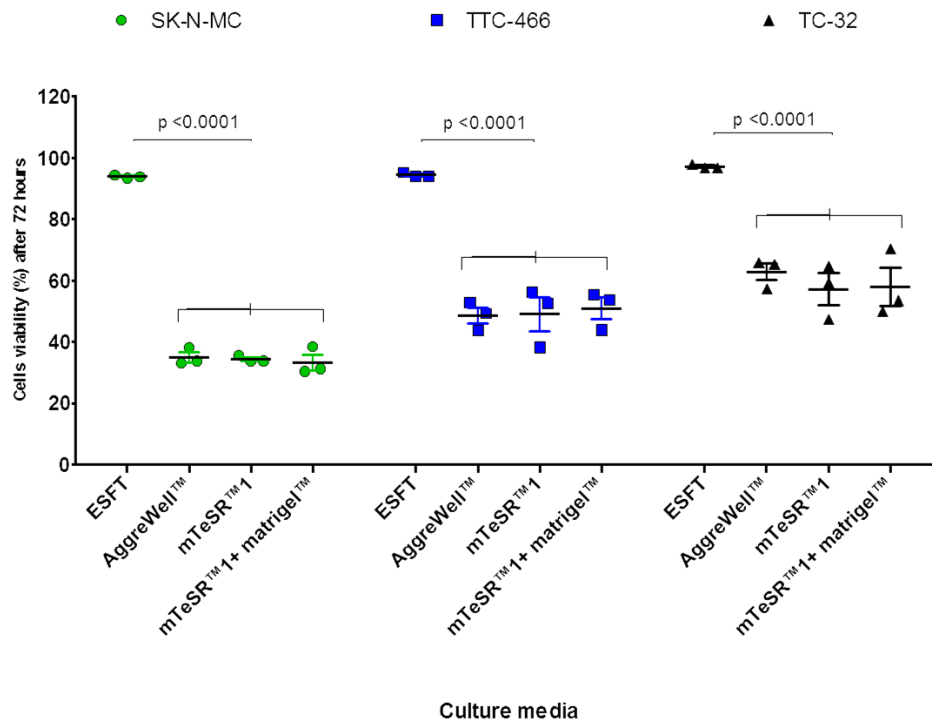 SK-N-MC TTC-466 TC-32
Cells viability (%) after 72 hours
120
100
80
60
40
20
0
p <0.0001
p <0.0001
p <0.0001
ESFT
AggreWell™
mTeSR™1
mTeSR™1+ matrigel™
ESFT
AggreWell™
mTeSR™1
mTeSR™1+ matrigel™
ESFT
AggreWell™
mTeSR™1
mTeSR™1+ matrigel™
Culture media